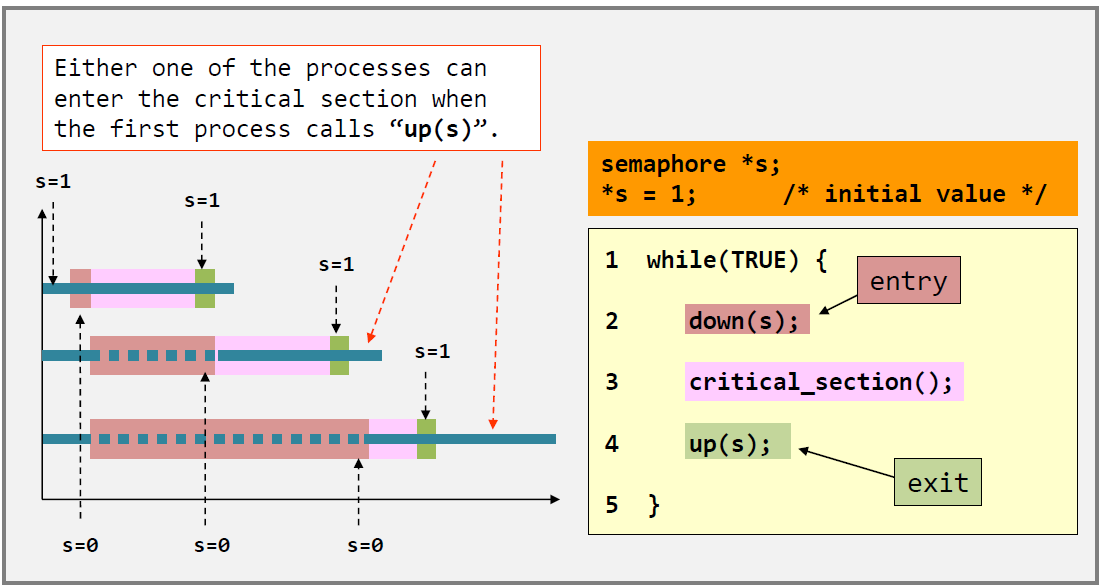 Either one of the processes can
enter the critical section when
the first process calls “up(s)”.
s=1
s=1
s=1
s=1
s=0
s=0
s=0
semaphore *s;
*s = 1; /* initial value */
1 while(TRUE) {
entry
2 down(s);
3 critical_section();
4 up(s);
exit
5 }